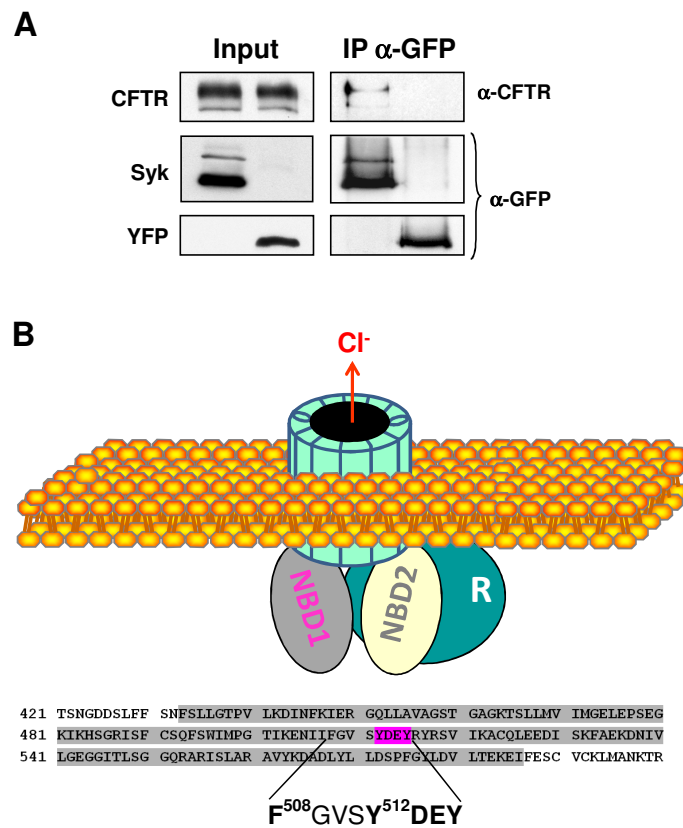 A
Input IP α-GFP
CFTR α-CFTR
Syk
α-GFP
YFP
B
Cl-
NBD1 NBD2 R
421 TSNGDDSLFF SNFSLLGTPV LKDINFKIER GQLLAVAGST GAGKTSLLMV IMGELEPSEG
481 KIKHSGRISF CSQFSWIMPG TIKENIIFGV SYDEYRYRSV IKACQLEEDI SKFAEKDNIV
541 LGEGGITLSG GQRARISLAR AVYKDADLYL LDSPFGYLDV LTEKEIFESC VCKLMANKTR
F508GVSY512DEY